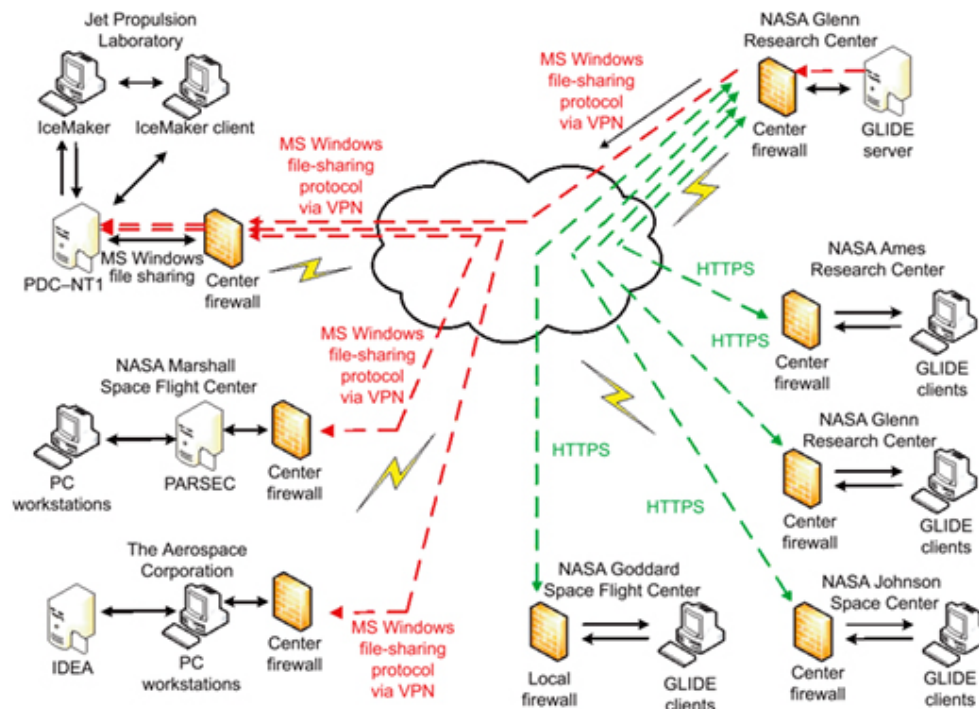 Jet Propulsion
Laboratory
IceMaker
IceMaker client
PDC–NT1
MS Windows
file sharing
Center
firewall
MS Windows
file-sharing
protocol
via VPN
MS Windows
file-sharing
protocol
via VPN
NASA Glenn
Research Center
Center
firewall
GLIDE
server
NASA Marshall
Space Flight Center
PC
workstations
PARSEC
Center
firewall
MS Windows
file-sharing
protocol
via VPN
The Aerospace
Corporation
IDEA
PC
workstations
Center
firewall
MS Windows
file-sharing
protocol
via VPN
HTTPS
NASA Ames
Research Center
Center
firewall
GLIDE
clients
HTTPS
NASA Glenn
Research Center
Center
firewall
GLIDE
clients
HTTPS
NASA Goddard
Space Flight Center
Local
firewall
GLIDE
clients
HTTPS
NASA Johnson
Space Center
Center
firewall
GLIDE
clients